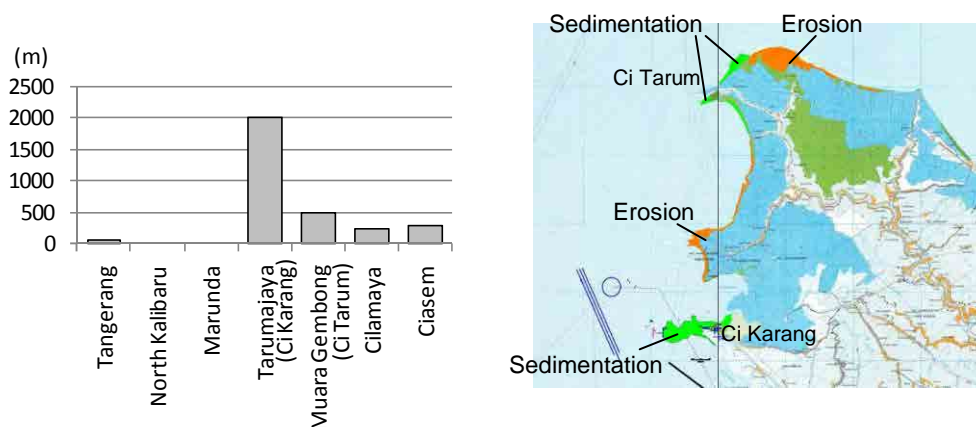 (m)
2500
2000
1500
1000
500
0
Tangerang
North Kalibaru
Marunda
Tarumajaya
(Ci Karang)
Muara Gembong
(Ci Tarum)
Cilamaya
Ciasem
Sedimentation
Erosion
Ci Tarum
Erosion
Ci Karang
Sedimentation